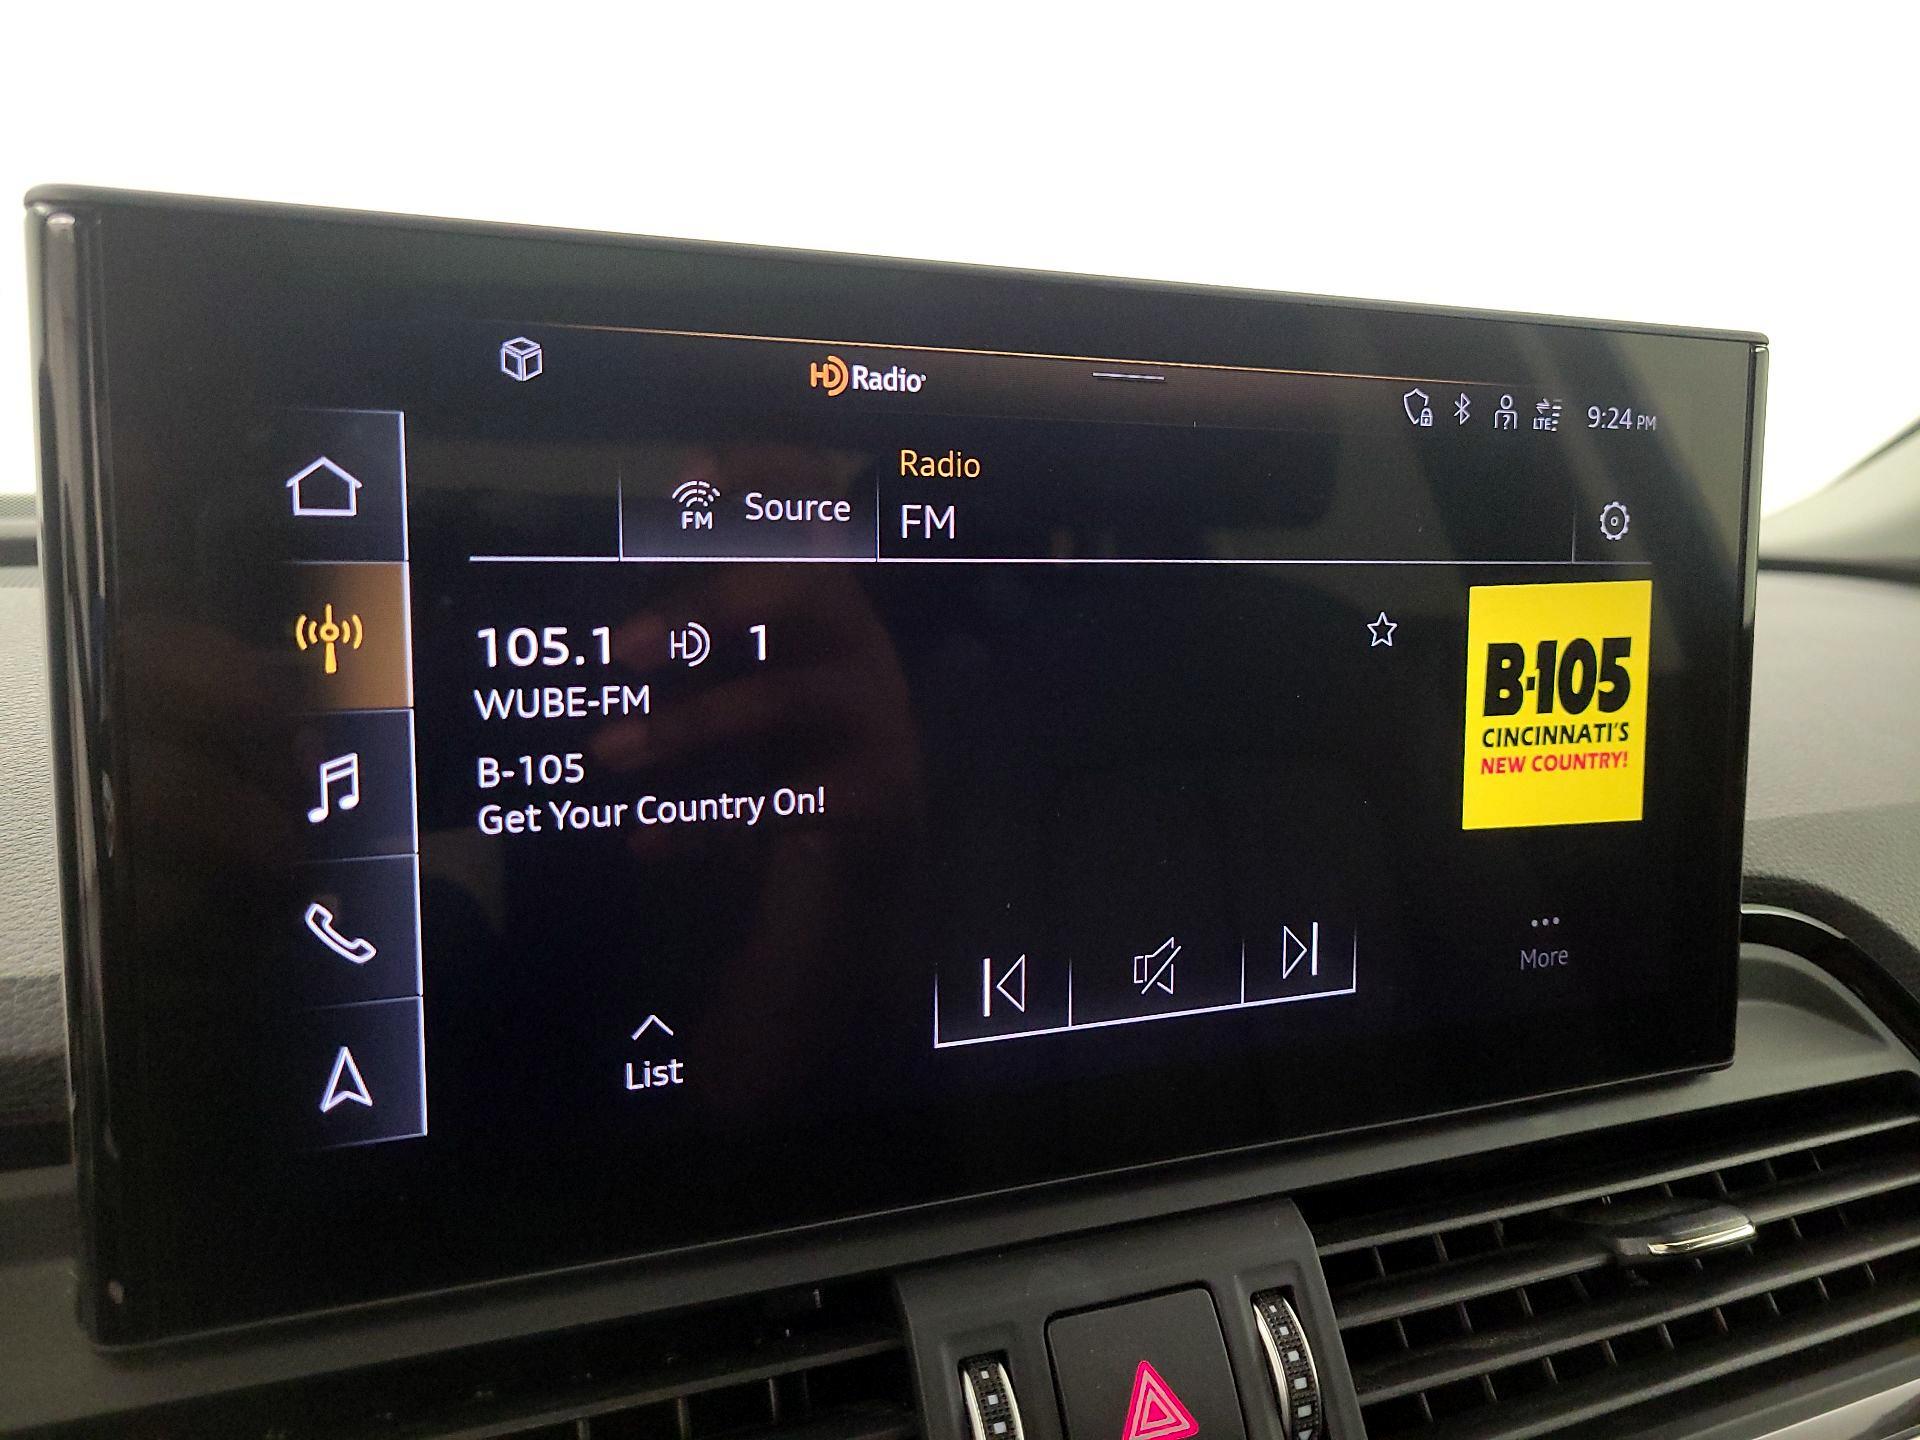 HD Radio
LTE
9:24 PM
Radio
FM
Source
FM
105.1 HD 1
WUBE-FM
B-105
Get Your Country On!
B-105
CINCINNATI'S
NEW COUNTRY!
More
List